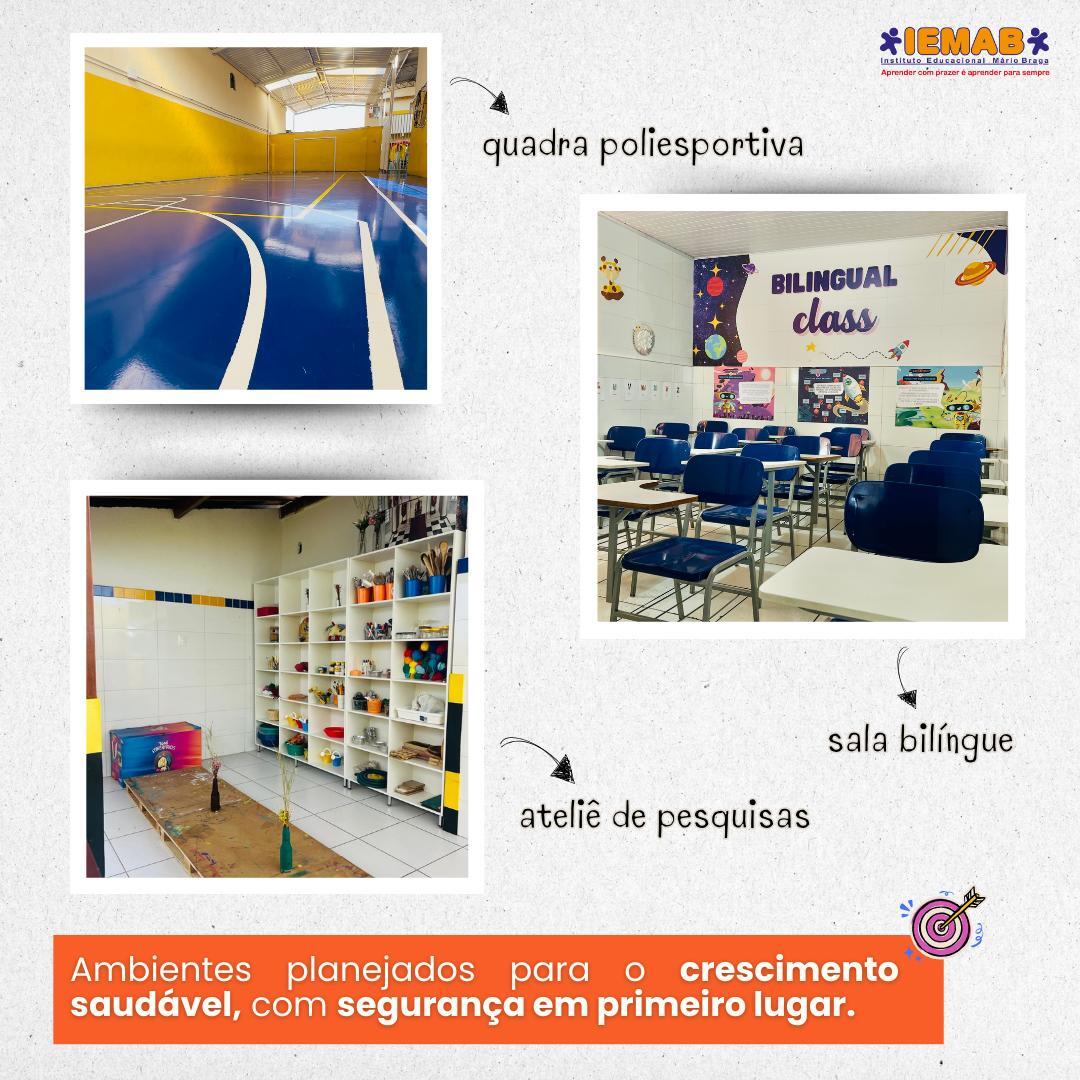 IEMAB
Instituto Educacional Mário Braga
Aprender com prazer é aprender para sempre
quadra poliesportiva
BILINGUAL
class
sala bilíngue
ateliê de pesquisas
Ambientes planejados para o crescimento
saudável, com segurança em primeiro lugar.